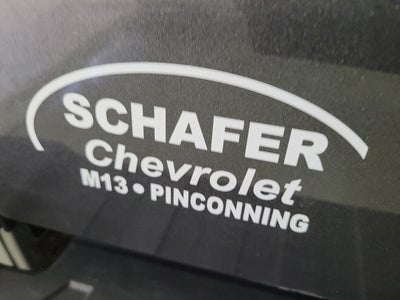 SCHAFER
Chevrolet
M13 • PINCONNING